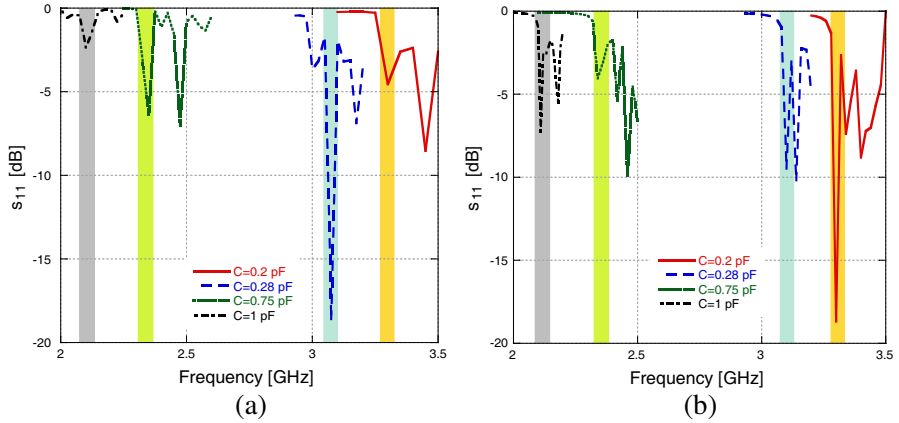 0
-5
-10
-15
-20
s11 [dB]
C=0.2 pF
C=0.28 pF
C=0.75 pF
C=1 pF
2
2.5
3
3.5
Frequency [GHz]
(a)
0
-5
-10
-15
-20
s11 [dB]
C=0.2 pF
C=0.28 pF
C=0.75 pF
C=1 pF
2
2.5
3
3.5
Frequency [GHz]
(b)